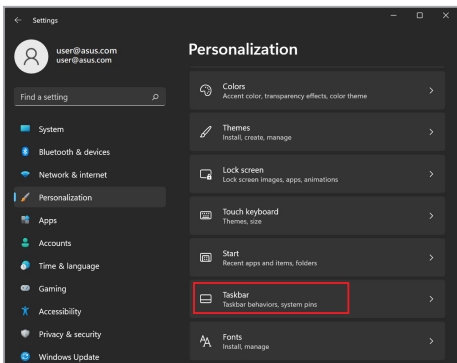 Settings
user@asus.com
user@asus.com
Find a setting
System
Bluetooth & devices
Network & internet
Personalization
Apps
Accounts
Time & language
Gaming
Accessibility
Privacy & security
Windows Update
Personalization
Colors
Accent color, transparency effects, color theme
Themes
Install, create, manage
Lock screen
Lock screen images, apps, animations
Touch keyboard
Themes, size
Start
Recent apps and items, folders
Taskbar
Taskbar behaviors, system pins
Fonts
Install, manage